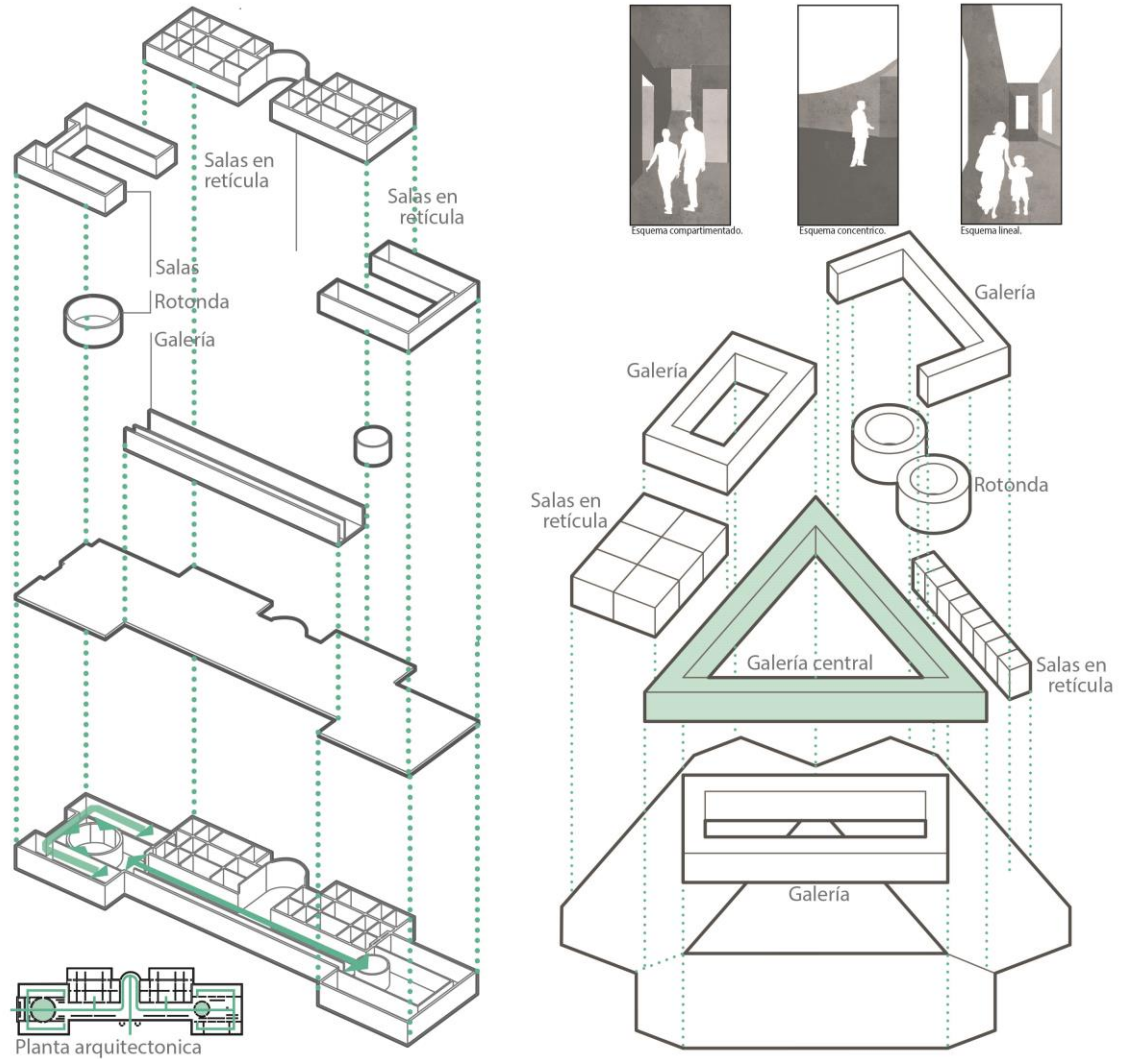 Salas en
retícula
Salas en
retícula
Salas
Rotonda
Galería
Planta arquitectonica
Esquema compartimentado.
Esquema concentrico.
Esquema lineal.
Galería
Galería
Rotonda
Salas en
retícula
Galería central
Salas en
retícula
Galería